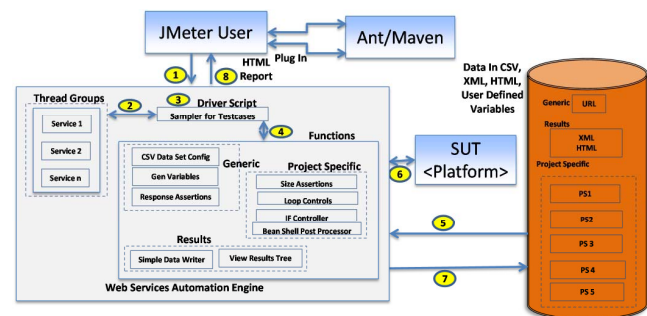 JMeter User
Ant/Maven
HTML
Report
Plug In
1
8
Data In CSV,
XML, HTML,
User Defined
Variables
Thread Groups
Service 1
Service 2
Service n
2
3
Driver Script
Sampler for Testcases
4
Functions
CSV Data Set Config
Gen Variables
Response Assertions
Generic
Project Specific
Size Assertions
Loop Controls
IF Controller
Bean Shell Post Processor
Results
Simple Data Writer
View Results Tree
Web Services Automation Engine
SUT
<Platform>
6
5
7
Generic
URL
Results
XML
HTML
Project Specific
PS1
PS2
PS 3
PS 4
PS 5